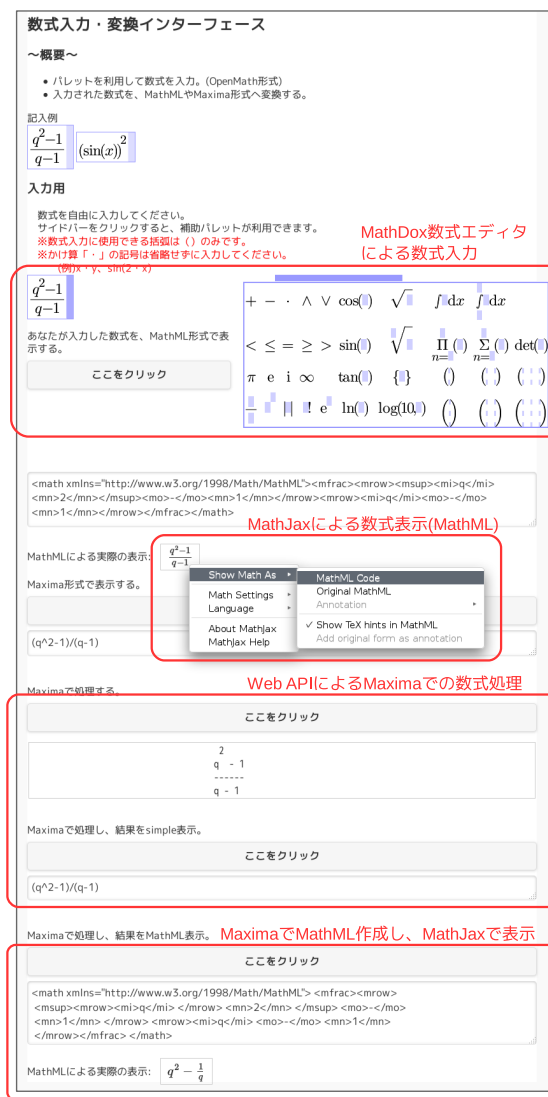 数式入力・変換インターフェース
～概要～
• パレットを利用して数式を入力。(OpenMath形式)
• 入力された数式を、MathMLやMaxima形式へ変換する。
記入例
q²−1
q−1
(sin(x))²
入力用
数式を自由に入力してください。
サイドバーをクリックすると、補助パレットが利用できます。
※数式入力に使用できる括弧は（）のみです。
※かけ算「・」の記号は省略せずに入力してください。
(例)x・y、sin(2・x)
MathDox数式エディタ
による数式入力
q²−1
q−1
あなたが入力した数式を、MathML形式で表
示する。
ここをクリック
+ − · ∧ ∨ cos( ) √ ∫ dx ∫ dx
< ≤ = ≥ > sin( ) √ Π n= ( ) Σ n= ( ) det( )
π e i ∞ tan( ) { } ( ) ( ) ( )
| | ! e ln( ) log(10, ) ( ) ( ) ( )
<math xmlns="http://www.w3.org/1998/Math/MathML"><mfrac><mrow><msup><mi>q</mi>
<mn>2</mn></msup><mo>-</mo><mn>1</mn></mrow><mrow><mi>q</mi><mo>-</mo>
<mn>1</mn></mrow></mfrac></math>
MathJaxによる数式表示(MathML)
MathMLによる実際の表示:
q²−1
q−1
Show Math As
Math Settings
Language
About MathJax
MathJax Help
MathML Code
Original MathML
Annotation
✓ Show TeX hints in MathML
Add original form as annotation
Maxima形式で表示する。
(q^2-1)/(q-1)
Web APIによるMaximaでの数式処理
Maximaで処理する。
ここをクリック
2
q - 1
------
q - 1
Maximaで処理し、結果をsimple表示。
ここをクリック
(q^2-1)/(q-1)
Maximaで処理し、結果をMathML表示。
MaximaでMathML作成し、MathJaxで表示
ここをクリック
<math xmlns="http://www.w3.org/1998/Math/MathML"> <mfrac><mrow>
<msup><mrow><mi>q</mi> </mrow> <mn>2</mn> </msup> <mo>-</mo>
<mn>1</mn> </mrow> <mrow><mi>q</mi> <mo>-</mo> <mn>1</mn>
</mrow></mfrac> </math>
MathMLによる実際の表示:
q² − 1/q